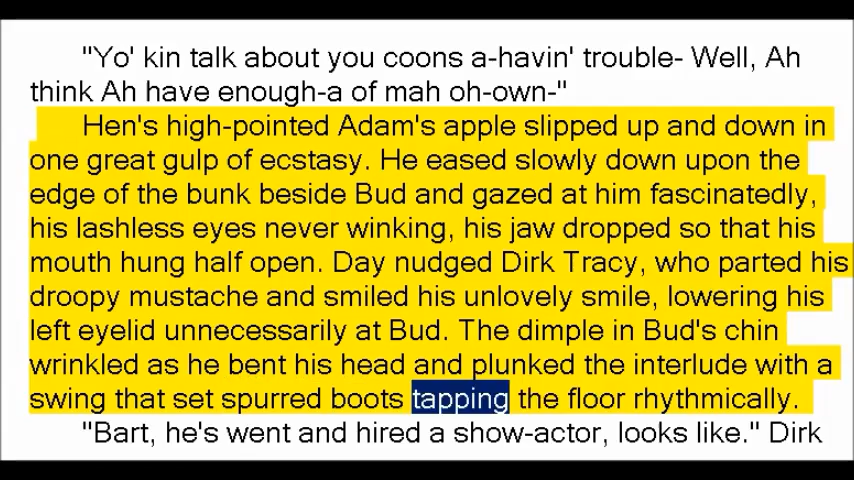 "Yo' kin talk about you coons a-havin' trouble- Well, Ah
think Ah have enough-a of mah oh-own-"
Hen's high-pointed Adam's apple slipped up and down in
one great gulp of ecstasy. He eased slowly down upon the
edge of the bunk beside Bud and gazed at him fascinatedly,
his lashless eyes never winking, his jaw dropped so that his
mouth hung half open. Day nudged Dirk Tracy, who parted his
droopy mustache and smiled his unlovely smile, lowering his
left eyelid unnecessarily at Bud. The dimple in Bud's chin
wrinkled as he bent his head and plunked the interlude with a
swing that set spurred boots tapping the floor rhythmically.
"Bart, he's went and hired a show-actor, looks like." Dirk